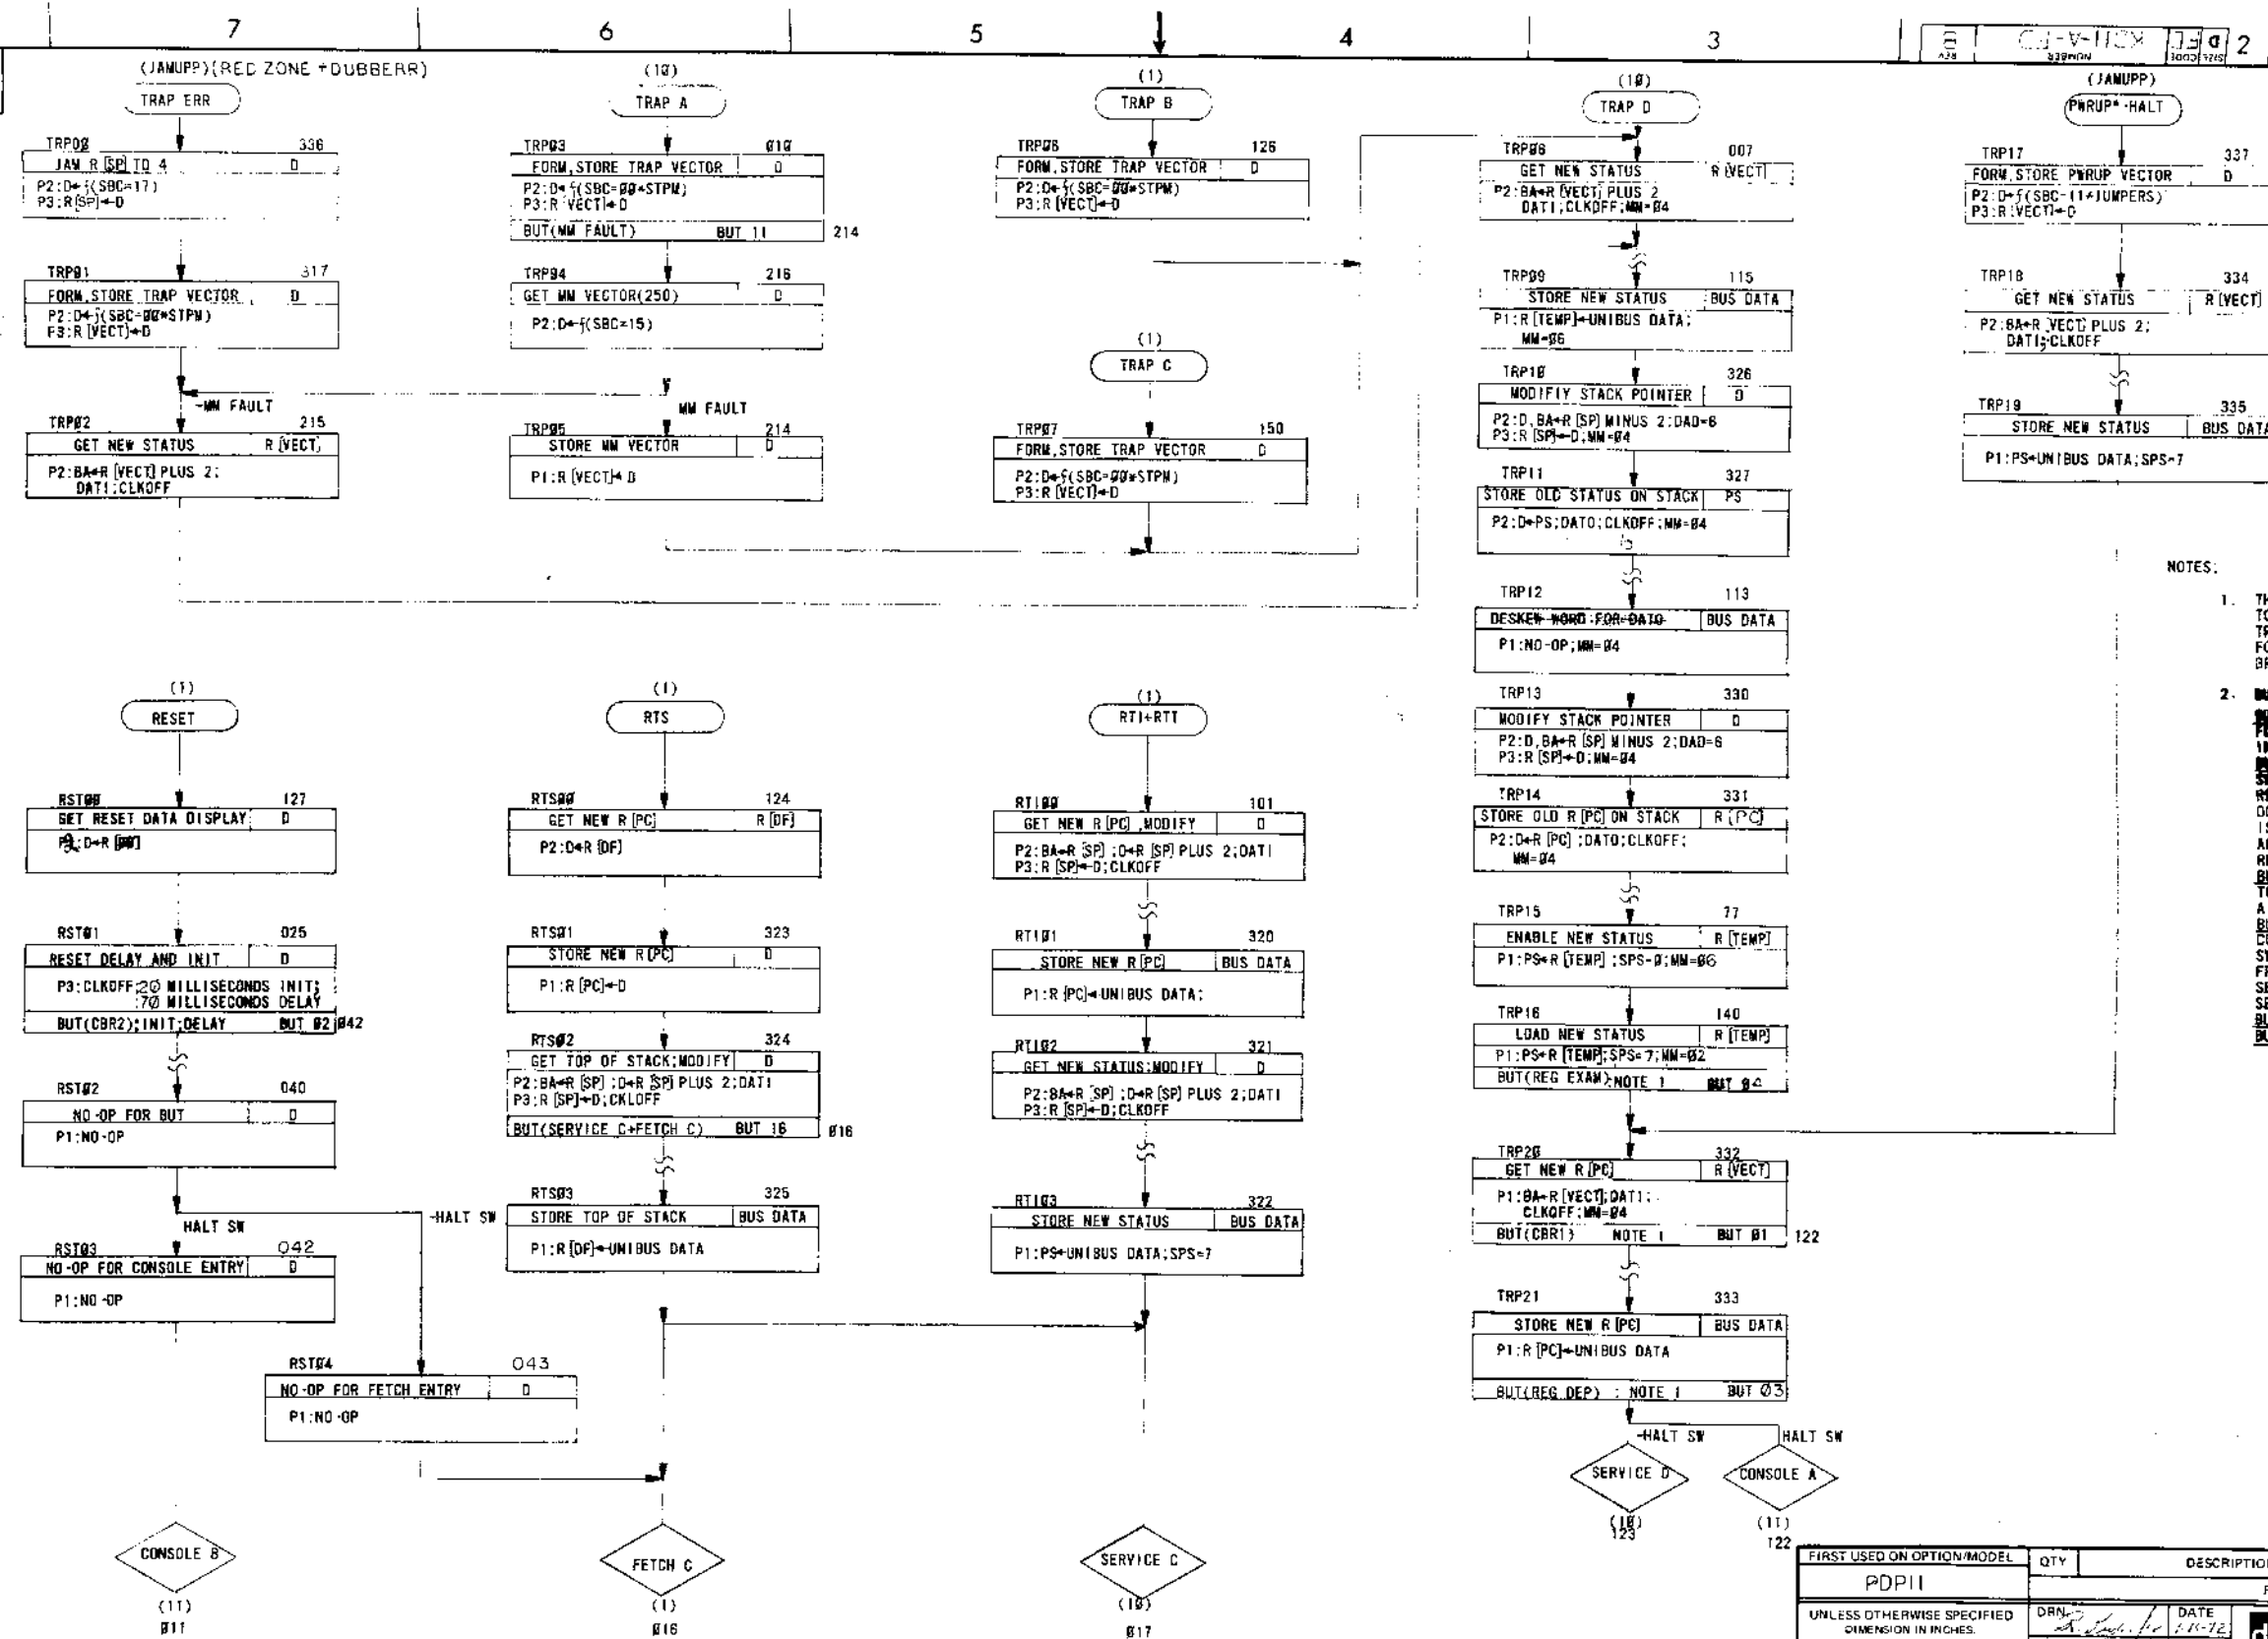 7 6 5 4 3 2
REV B
NUMBER KC11-A-FD
SIZE CODE D FC
(JAMUPP)(RED ZONE +DUBBERR)
TRAP ERR
336
JAM R [SP] TO 4 D
P2:D←f(SBC=17)
P3:R[SP]←D
TRP01 317
FORM,STORE TRAP VECTOR D
P2:D←f(SBC=00*STPM)
P3:R [VECT]←D
-MM FAULT
TRP02 215
GET NEW STATUS R [VECT]
P2:BA←R [VECT] PLUS 2;
DATI;CLKOFF
(10)
TRAP A
TRP03 010
FORM,STORE TRAP VECTOR D
P2:D←f(SBC=00*STPM)
P3:R [VECT]←D
BUT(MM FAULT) BUT 11 214
TRP04 216
GET MM VECTOR(250) D
P2:D←f(SBC=15)
MM FAULT
TRP05 214
STORE MM VECTOR D
P1:R [VECT]←D
(1)
TRAP B
TRP06 126
FORM,STORE TRAP VECTOR D
P2:D←f(SBC=00*STPM)
P3:R [VECT]←D
(1)
TRAP C
TRP07 150
FORM,STORE TRAP VECTOR D
P2:D←f(SBC=00*STPM)
P3:R [VECT]←D
(10)
TRAP D
007
GET NEW STATUS R [VECT]
P2:BA←R [VECT] PLUS 2
DATI;CLKOFF;MM=04
TRP09 115
STORE NEW STATUS BUS DATA
P1:R [TEMP]←UNIBUS DATA;
MM=06
TRP10 326
MODIFIY STACK POINTER D
P2:D,BA←R [SP] MINUS 2;DAD=6
P3:R [SP]←D;MM=04
TRP11 327
STORE OLD STATUS ON STACK PS
P2:D←PS;DATO;CLKOFF;MM=04
TRP12 113
DESKEW WORD FOR DATO BUS DATA
P1:NO-OP;MM=04
TRP13 330
MODIFY STACK POINTER D
P2:D,BA←R [SP] MINUS 2;DAD=6
P3:R [SP]←D;MM=04
TRP14 331
STORE OLD R [PC] ON STACK R [PC]
P2:D←R [PC] ;DATO;CLKOFF;
MM=04
TRP15 77
ENABLE NEW STATUS R [TEMP]
P1:PS←R [TEMP] ;SPS-0;MM=06
TRP16 140
LOAD NEW STATUS R [TEMP]
P1:PS←R [TEMP];SPS=7;MM=02
BUT(REG EXAM);NOTE 1 BUT 04
TRP20 332
GET NEW R [PC] R [VECT]
P1:BA←R[VECT];DATI;
CLKOFF;MM=04
BUT(CBR1) NOTE 1 BUT 01 122
TRP21 333
STORE NEW R [PC] BUS DATA
P1:R [PC]←UNIBUS DATA
BUT(REG DEP) : NOTE 1 BUT 03
-HALT SW HALT SW
SERVICE D CONSOLE A
(10) (11)
123 122
(JAMUPP)
PWRUP*-HALT
TRP17 337
FORM,STORE PWRUP VECTOR D
P2:D←f(SBC-11*JUMPERS)
P3:R[VECT]←D
TRP18 334
GET NEW STATUS R [VECT]
P2:BA←R [VECT] PLUS 2;
DATI;CLKOFF
TRP19 335
STORE NEW STATUS BUS DATA
P1:PS←UNIBUS DATA;SPS-7
NOTES:
1.
2.
(1)
RESET
RST00 127
GET RESET DATA DISPLAY D
P2:D←R [00]
RST01 025
RESET DELAY AND INIT D
P3:CLKOFF;20 MILLISECONDS INIT;
:70 MILLISECONDS DELAY
BUT(CBR2);INIT;DELAY BUT 02 042
RST02 040
NO-OP FOR BUT D
P1:NO-OP
HALT SW -HALT SW
RST03 042
NO-OP FOR CONSOLE ENTRY D
P1:NO-OP
RST04 043
NO-OP FOR FETCH ENTRY D
P1:NO-OP
CONSOLE B
(11)
011
(1)
RTS
RTS00 124
GET NEW R [PC] R [DF]
P2:D←R [DF]
RTS01 323
STORE NEW R[PC] D
P1:R [PC]←D
RTS02 324
GET TOP OF STACK;MODIFY D
P2:BA←R [SP] ;D←R [SP] PLUS 2;DATI
P3:R [SP]←D;CKLOFF
BUT(SERVICE C+FETCH C) BUT 16 016
RTS03 325
STORE TOP OF STACK BUS DATA
P1:R [DF]←UNIBUS DATA
FETCH C
(1)
016
(1)
RTI+RTT
RTI00 101
GET NEW R [PC] ,MODIFY D
P2:BA←R [SP] ;D←R [SP] PLUS 2;DATI
P3:R [SP]←D;CLKOFF
RTI01 320
STORE NEW R [PC] BUS DATA
P1:R [PC]←UNIBUS DATA;
RTI02 321
GET NEW STATUS;MODIFY D
P2:BA←R [SP] ;D←R [SP] PLUS 2;DATI
P3:R [SP]←D;CLKOFF
RTI03 322
STORE NEW STATUS BUS DATA
P1:PS←UNIBUS DATA;SPS=7
SERVICE C
(10)
017
FIRST USED ON OPTION/MODEL QTY
PDP11
UNLESS OTHERWISE SPECIFIED
DIMENSION IN INCHES.
DRN. DATE